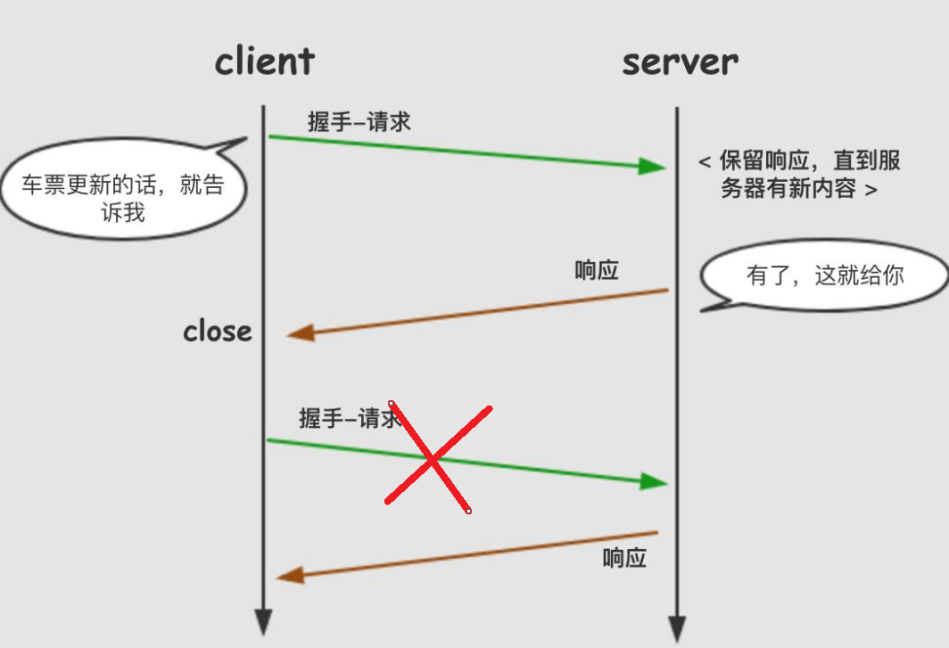 client
server
握手-请求
车票更新的话，就告
诉我
< 保留响应，直到服
务器有新内容 >
响应
有了，这就给你
close
握手-请求
响应